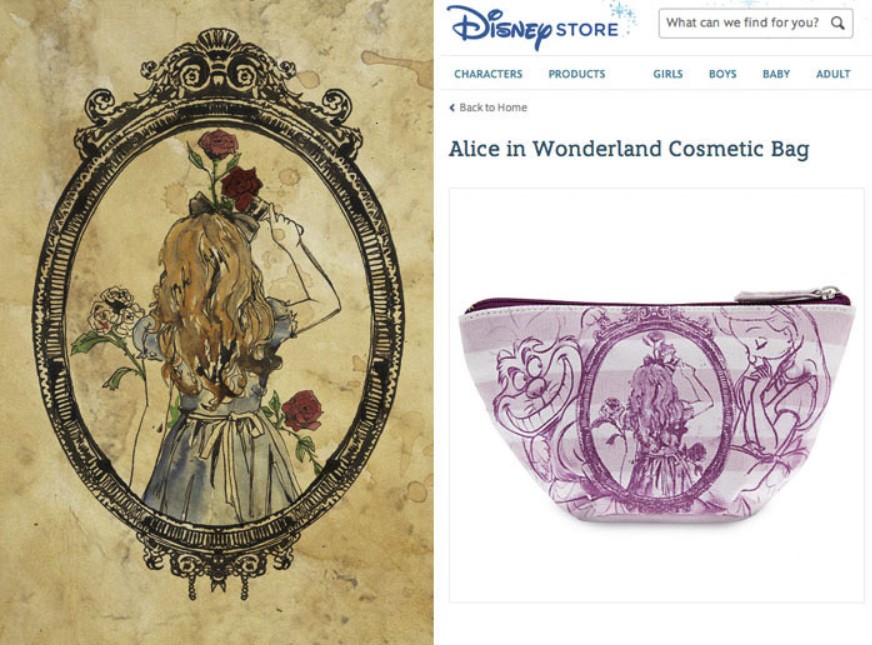 Disney STORE
What can we find for you?
CHARACTERS PRODUCTS GIRLS BOYS BABY ADULT
Back to Home
Alice in Wonderland Cosmetic Bag